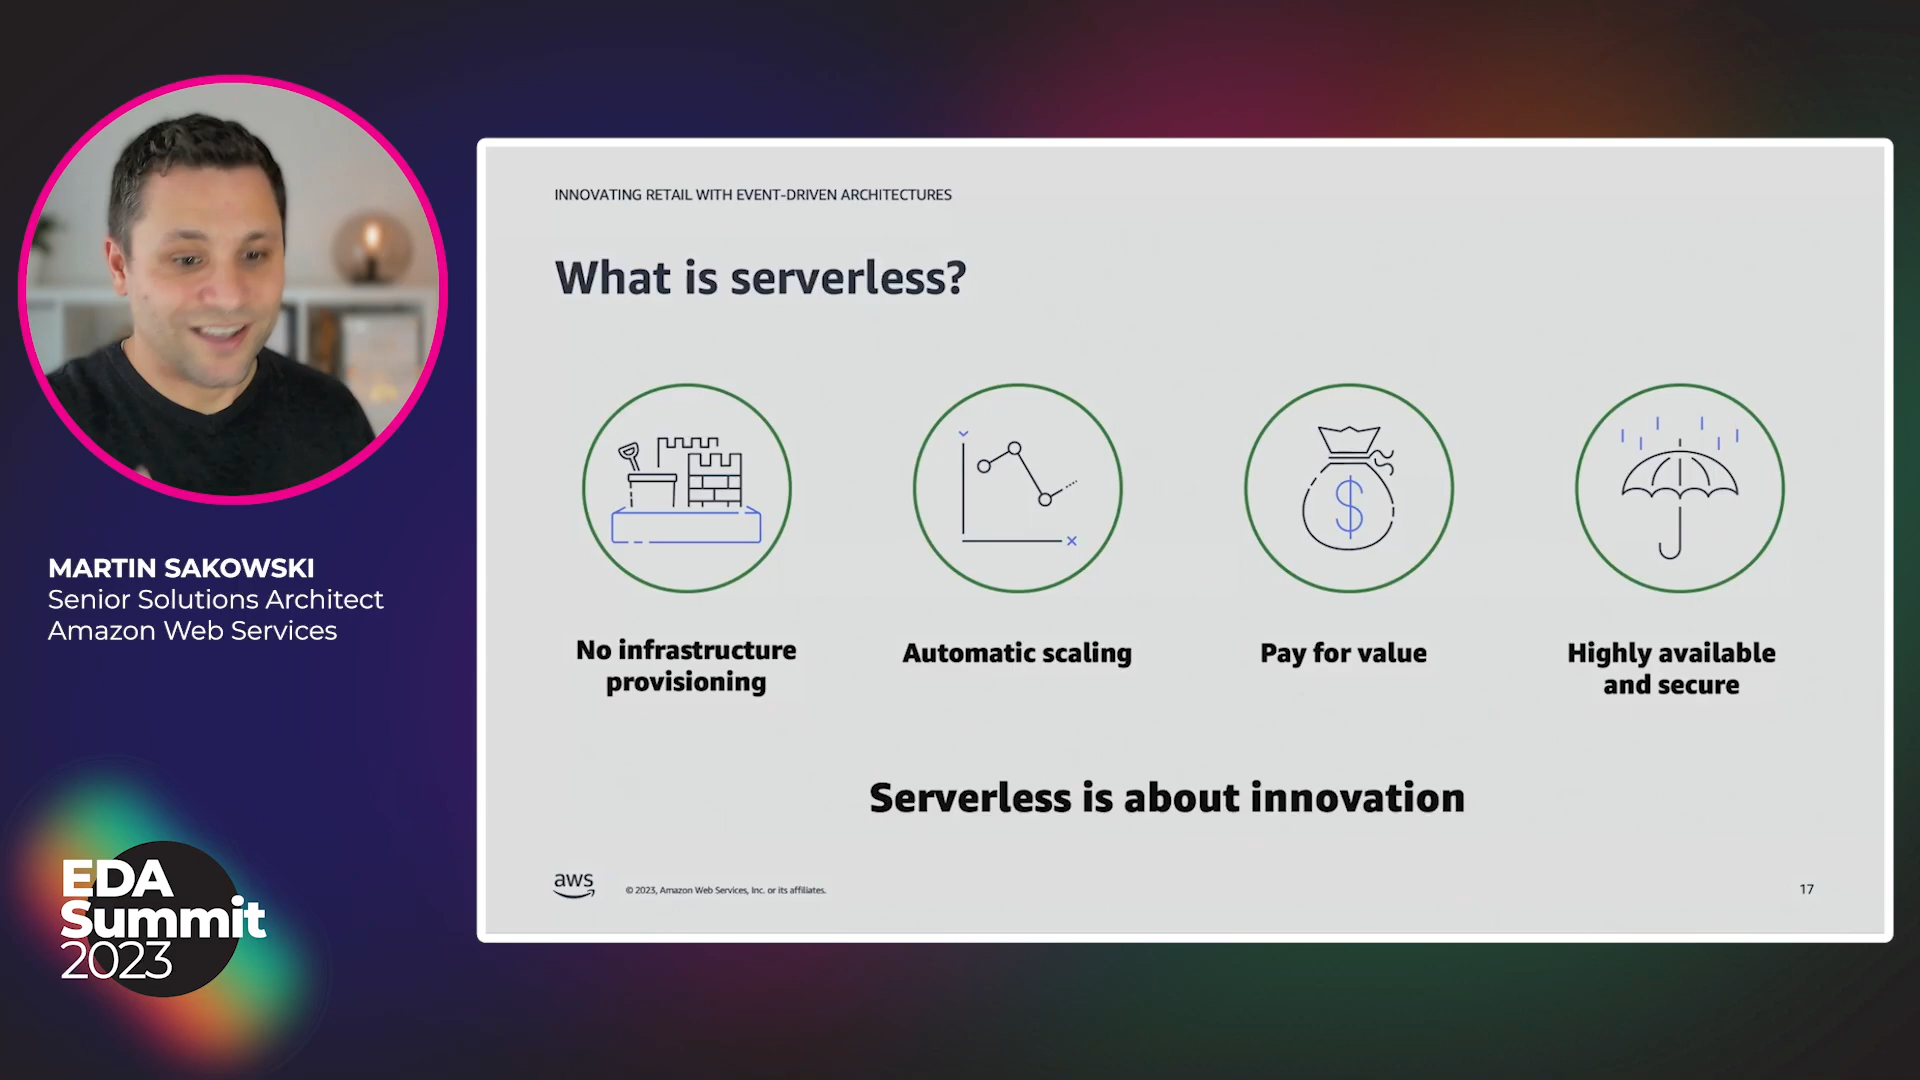 MARTIN SAKOWSKI
Senior Solutions Architect
Amazon Web Services
EDA
Summit
2023
INNOVATING RETAIL WITH EVENT-DRIVEN ARCHITECTURES
What is serverless?
$
No infrastructure
provisioning
Automatic scaling
Pay for value
Highly available
and secure
Serverless is about innovation
aws
© 2023, Amazon Web Services, Inc. or its affiliates.
17